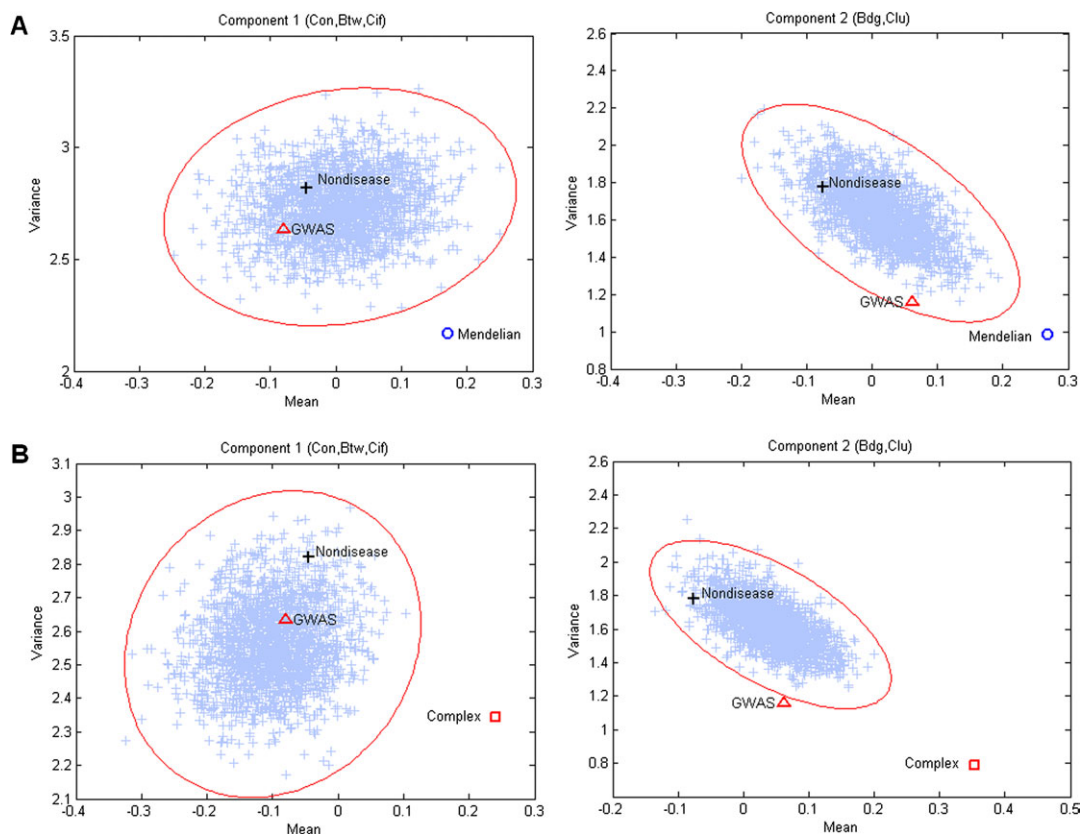 A
Component 1 (Con,Btw,Cif)
3.5
3
2.5
2
Variance
Nondisease
GWAS
Mendelian
-0.4 -0.3 -0.2 -0.1 0 0.1 0.2 0.3
Mean
Component 2 (Bdg,Clu)
2.6
2.4
2.2
2
1.8
1.6
1.4
1.2
1
0.8
Variance
Nondisease
GWAS
Mendelian
-0.4 -0.3 -0.2 -0.1 0 0.1 0.2 0.3
Mean
B
Component 1 (Con,Btw,Cif)
3.1
3
2.9
2.8
2.7
2.6
2.5
2.4
2.3
2.2
2.1
Variance
Nondisease
GWAS
Complex
-0.4 -0.3 -0.2 -0.1 0 0.1 0.2 0.3
Mean
Component 2 (Bdg,Clu)
2.6
2.4
2.2
2
1.8
1.6
1.4
1.2
1
0.8
Variance
Nondisease
GWAS
Complex
-0.2 -0.1 0 0.1 0.2 0.3 0.4 0.5
Mean